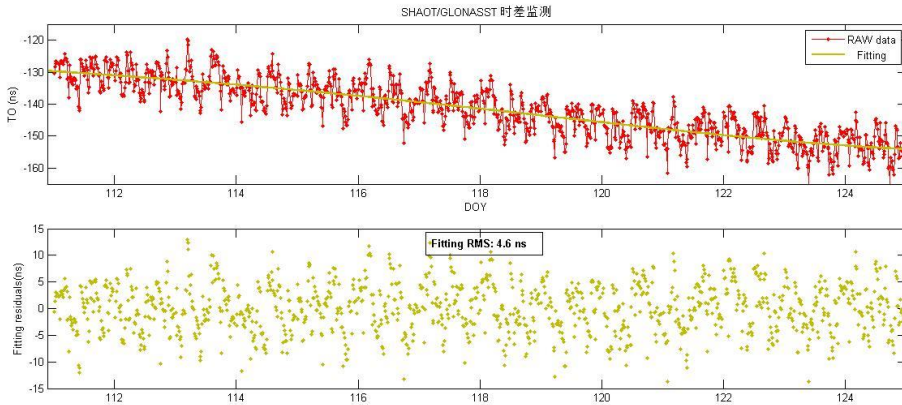 SHAOT/GLONASST 时差监测
TO (ns)
-120
-130
-140
-150
-160
RAW data
Fitting
112 114 116 118 120 122 124
DOY
Fitting residuals(ns)
15
10
5
0
-5
-10
-15
Fitting RMS: 4.6 ns
112 114 116 118 120 122 124